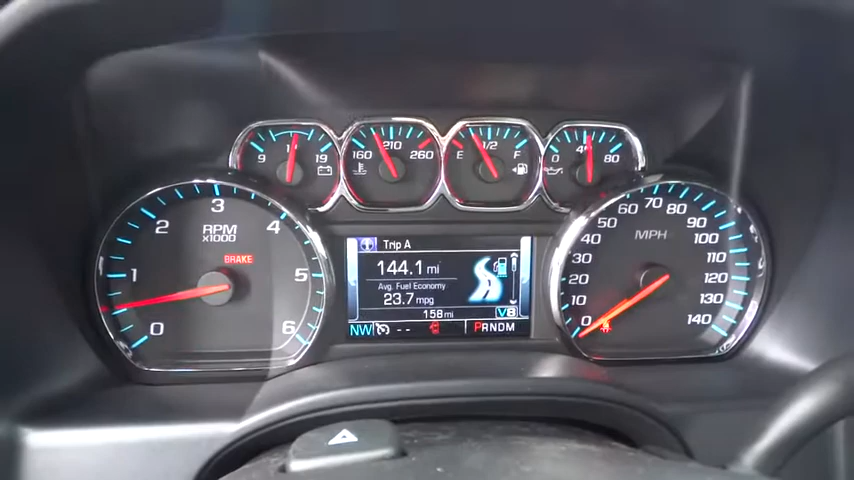 9 19
160 210 260
E 1/2 F
0 40 80
0 1 2 3 4 5 6
RPM
x1000
BRAKE
Trip A
144.1 mi
Avg. Fuel Economy
23.7 mpg
158 mi
V8
NW -- PRNDM
0 10 20 30 40 50 60 70 80 90 100 110 120 130 140
MPH